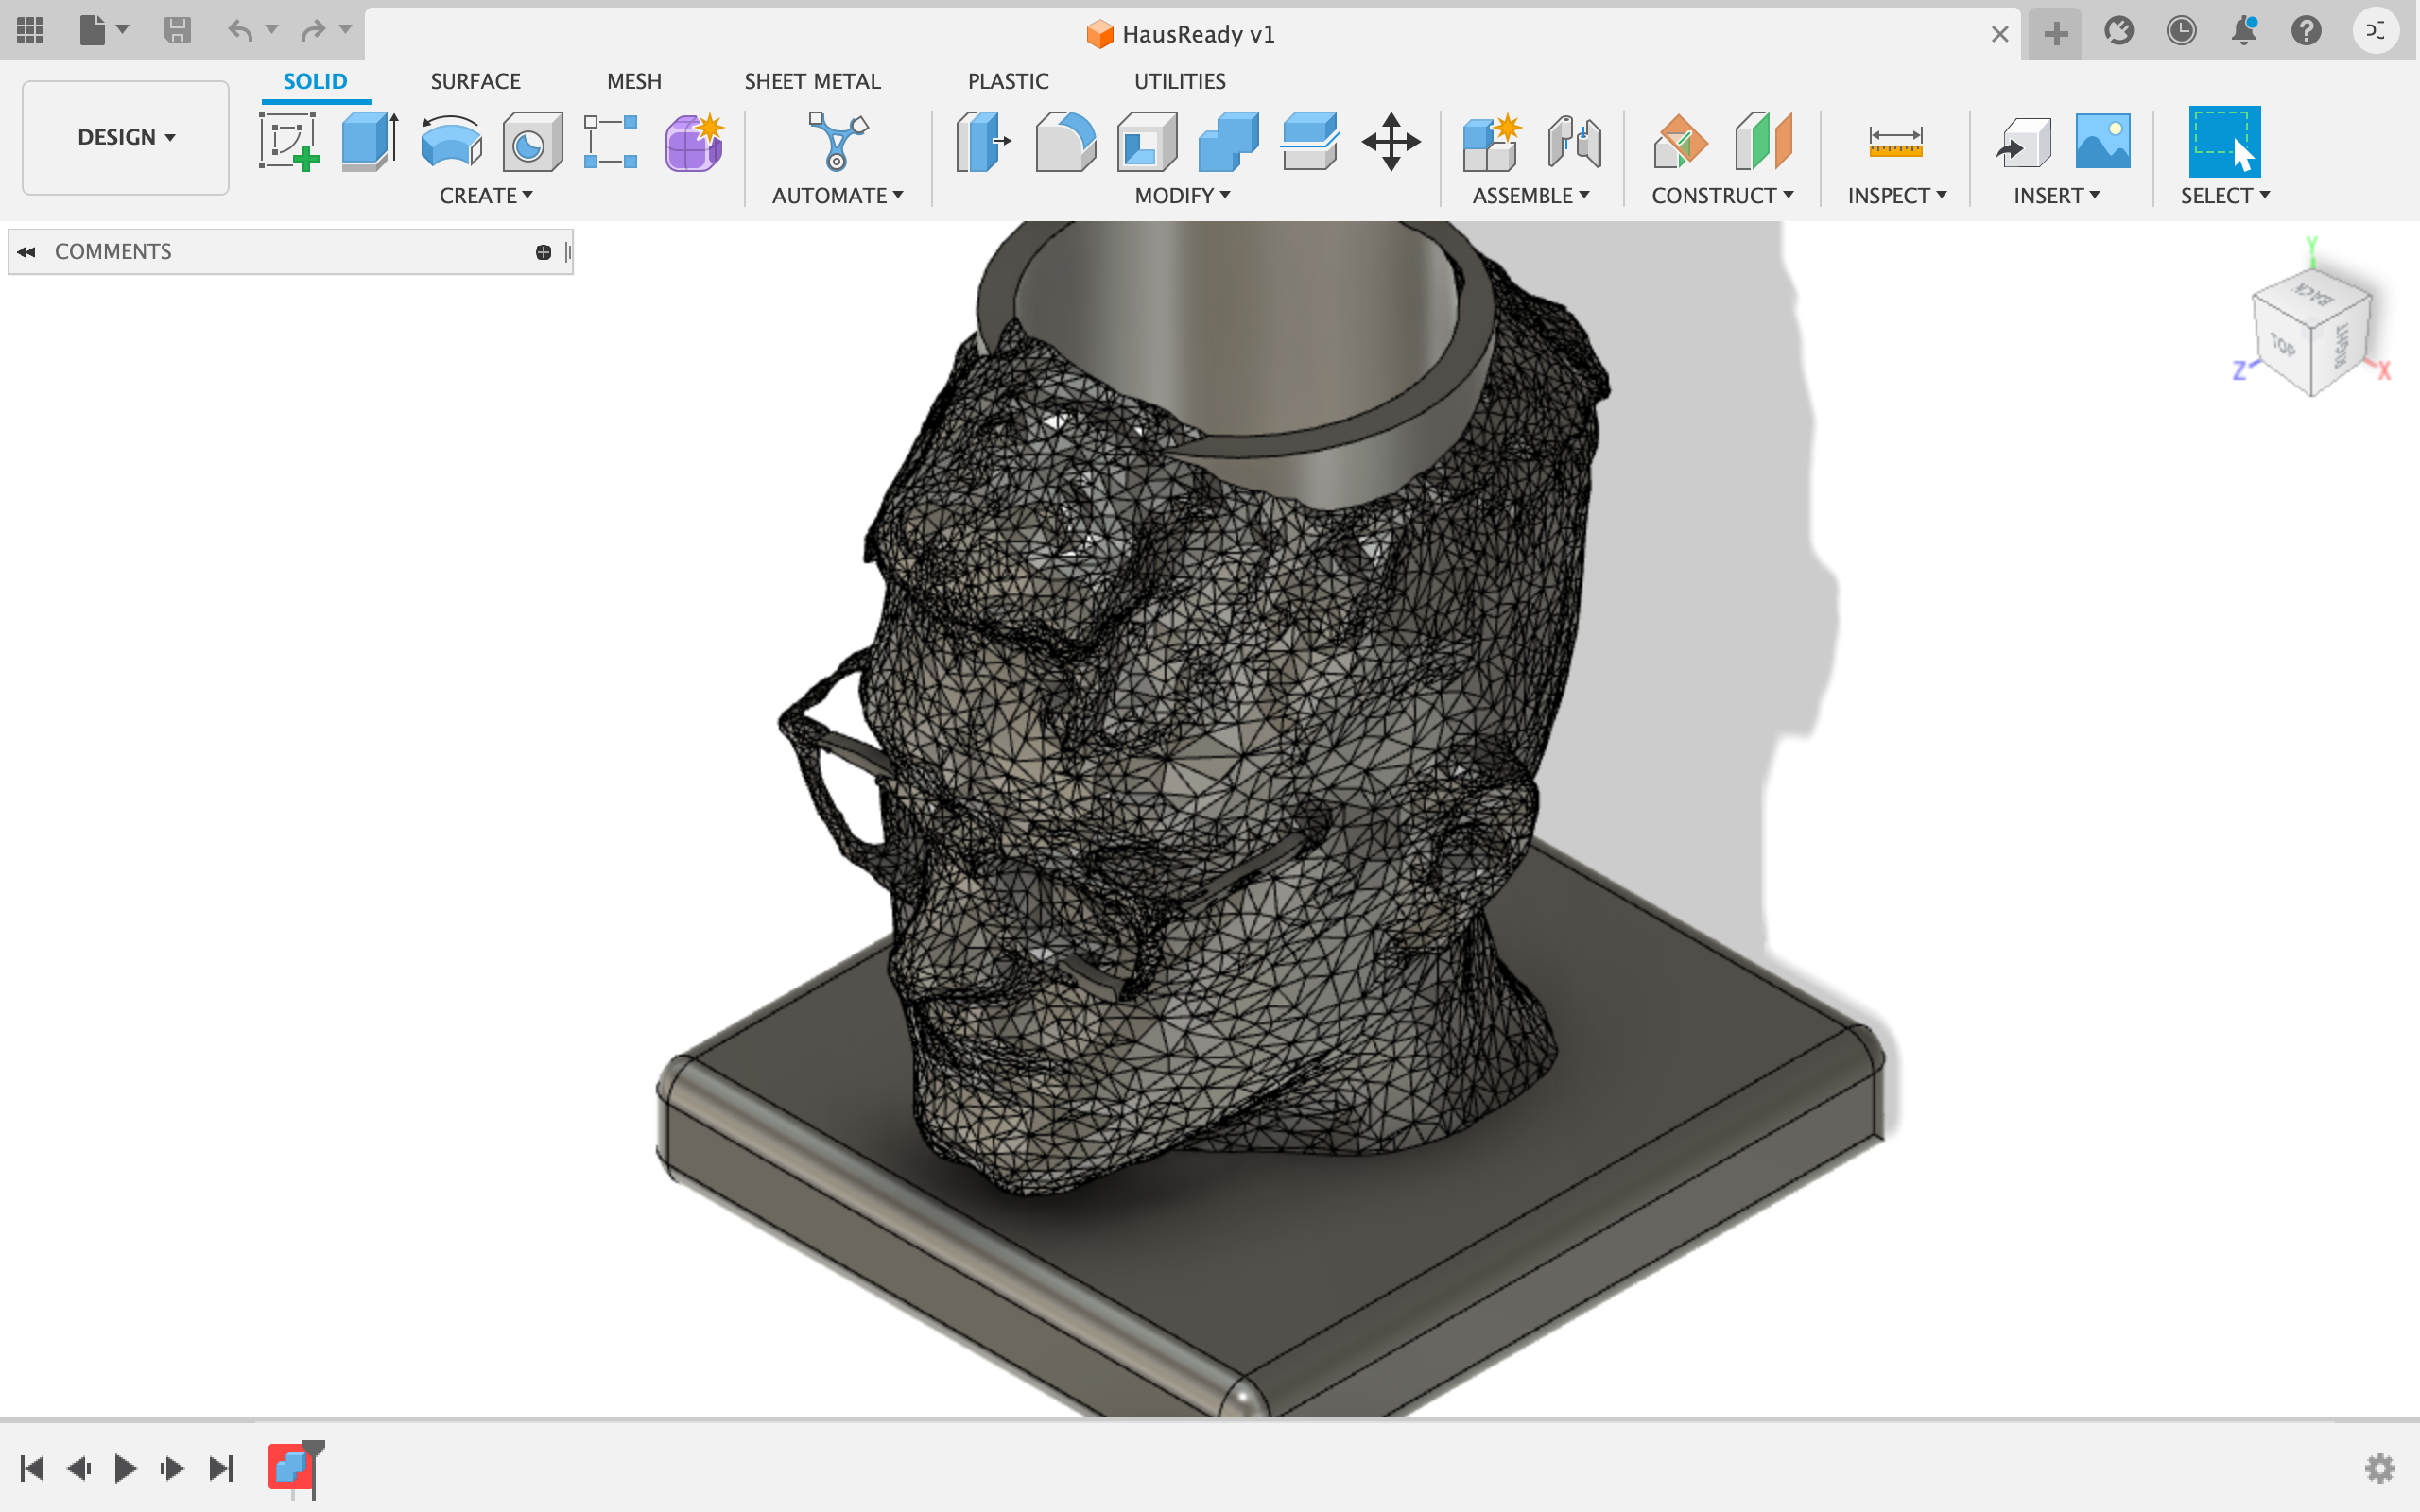 HausReady v1
SOLID SURFACE MESH SHEET METAL PLASTIC UTILITIES
DESIGN
CREATE AUTOMATE MODIFY ASSEMBLE CONSTRUCT INSPECT INSERT SELECT
COMMENTS
Y
BACK
TOP
RIGHT
Z
X